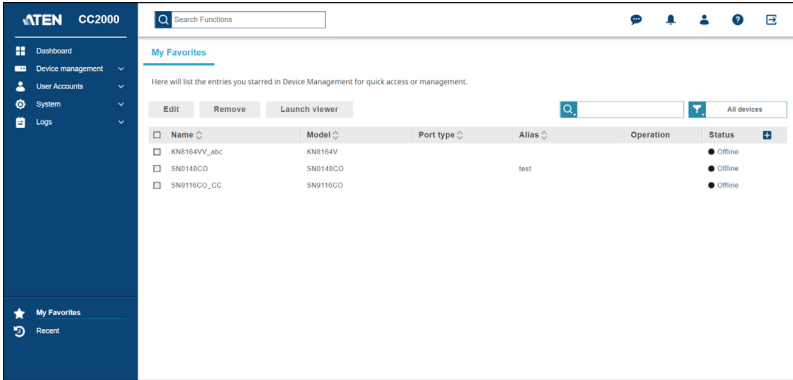 ATEN CC2000
Search Functions
Dashboard
Device management
User Accounts
System
Logs
My Favorites
Recent
My Favorites
Here will list the entries you starred in Device Management for quick access or management.
Edit Remove Launch viewer All devices
Name Model Port type Alias Operation Status
KN8164VV_abc KN8164V Offline
SN0148CO SN0148CO test Offline
SN9116CO_CC SN9116CO Offline